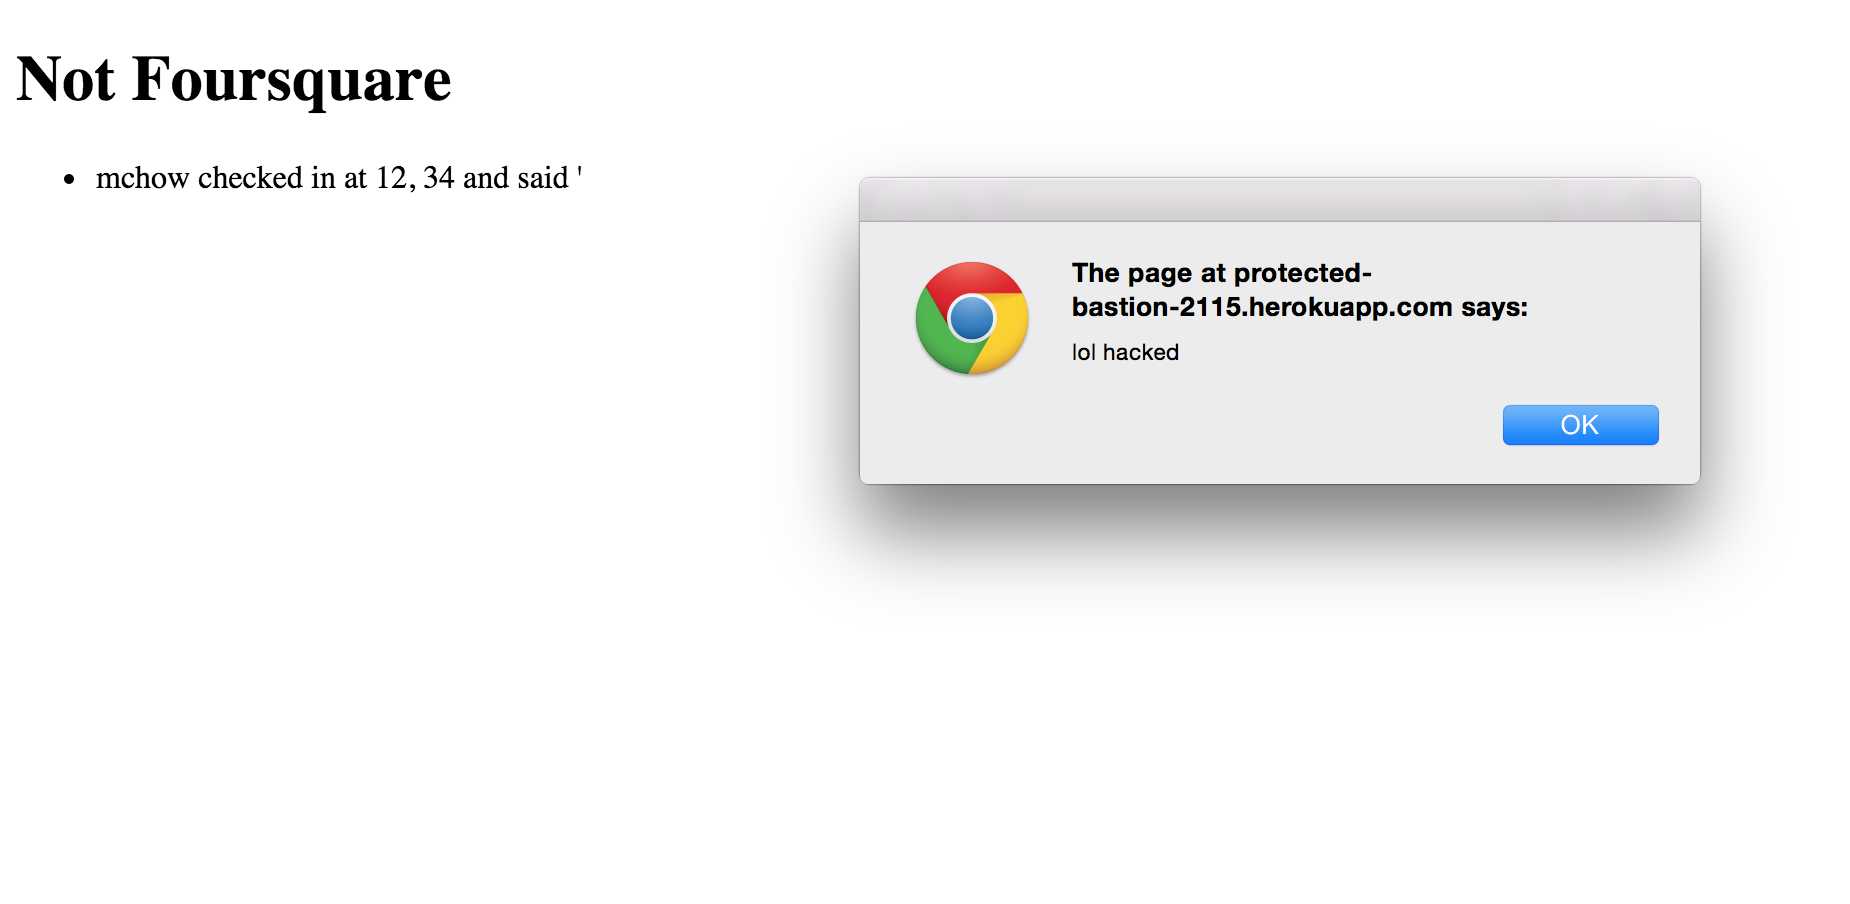 Not Foursquare
• mchow checked in at 12, 34 and said '
The page at protected-
bastion-2115.herokuapp.com says:
lol hacked
OK